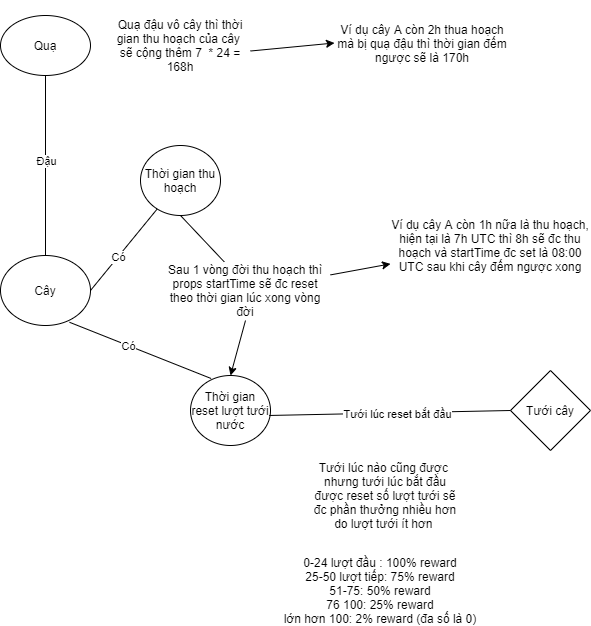 Quạ
Quạ đậu vô cây thì thời
gian thu hoạch của cây
sẽ cộng thêm 7 * 24 =
168h
Ví dụ cây A còn 2h thua hoạch
mà bị quạ đậu thì thời gian đếm
ngược sẽ là 170h
Đậu
Thời gian thu
hoạch
Có
Ví dụ cây A còn 1h nữa là thu hoạch,
hiện tại là 7h UTC thì 8h sẽ đc thu
hoạch và startTime đc set là 08:00
UTC sau khi cây đếm ngược xong
Sau 1 vòng đời thu hoạch thì
props startTime sẽ đc reset
theo thời gian lúc xong vòng
đời
Cây
Có
Thời gian
reset lượt tưới
nước
Tưới lúc reset bắt đầu
Tưới cây
Tưới lúc nào cũng được
nhưng tưới lúc bắt đầu
được reset số lượt tưới sẽ
đc phần thưởng nhiều hơn
do lượt tưới ít hơn
0-24 lượt đầu : 100% reward
25-50 lượt tiếp: 75% reward
51-75: 50% reward
76 100: 25% reward
lớn hơn 100: 2% reward (đa số là 0)